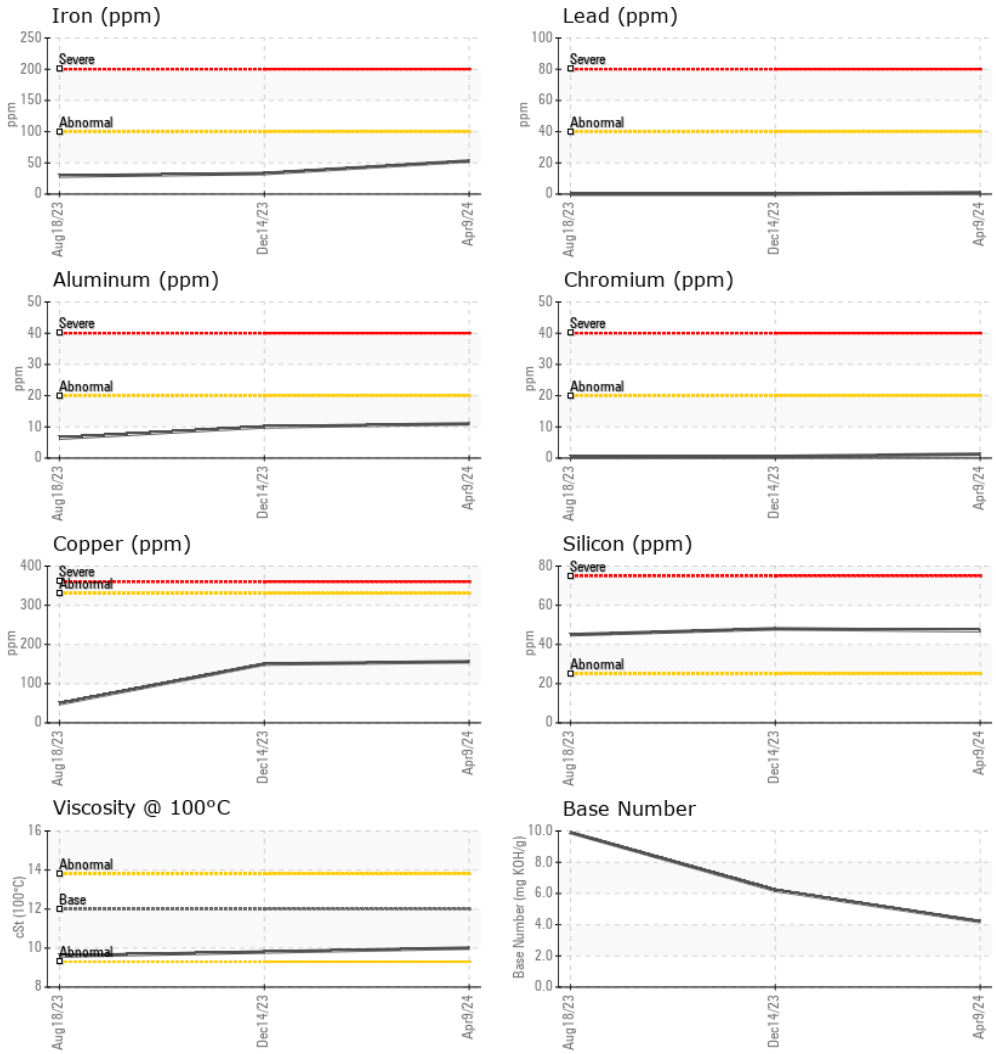 Iron (ppm)
250
200
150
100
50
0
ppm
Severe
Abnormal
Aug18/23
Dec14/23
Apr9/24
Lead (ppm)
100
80
60
40
20
0
ppm
Severe
Abnormal
Aug18/23
Dec14/23
Apr9/24
Aluminum (ppm)
50
40
30
20
10
0
ppm
Severe
Abnormal
Aug18/23
Dec14/23
Apr9/24
Chromium (ppm)
50
40
30
20
10
0
ppm
Severe
Abnormal
Aug18/23
Dec14/23
Apr9/24
Copper (ppm)
400
300
200
100
0
ppm
Severe
Abnormal
Aug18/23
Dec14/23
Apr9/24
Silicon (ppm)
80
60
40
20
0
ppm
Severe
Abnormal
Aug18/23
Dec14/23
Apr9/24
Viscosity @ 100°C
16
14
12
10
8
cSt (100°C)
Abnormal
Base
Abnormal
Aug18/23
Dec14/23
Apr9/24
Base Number
10.0
8.0
6.0
4.0
2.0
0.0
Base Number (mg KOH/g)
Aug18/23
Dec14/23
Apr9/24